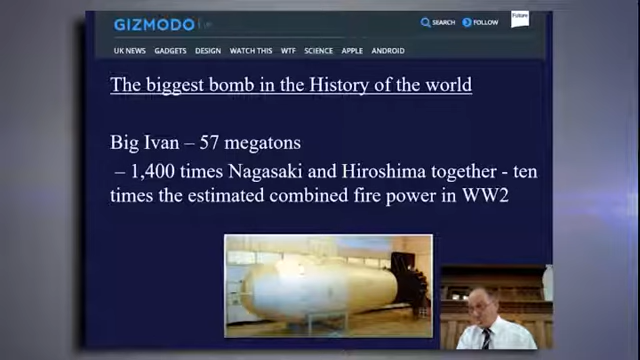 GIZMODO
SEARCH FOLLOW Future
UK NEWS GADGETS DESIGN WATCH THIS WTF SCIENCE APPLE ANDROID
The biggest bomb in the History of the world
Big Ivan – 57 megatons
– 1,400 times Nagasaki and Hiroshima together - ten
times the estimated combined fire power in WW2